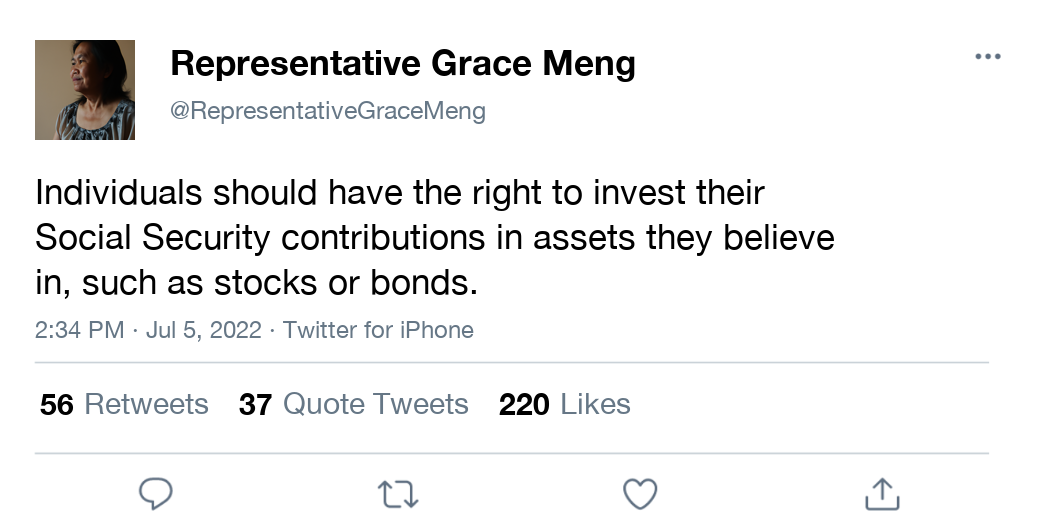 Representative Grace Meng
@RepresentativeGraceMeng
Individuals should have the right to invest their
Social Security contributions in assets they believe
in, such as stocks or bonds.
2:34 PM · Jul 5, 2022 · Twitter for iPhone
56 Retweets 37 Quote Tweets 220 Likes